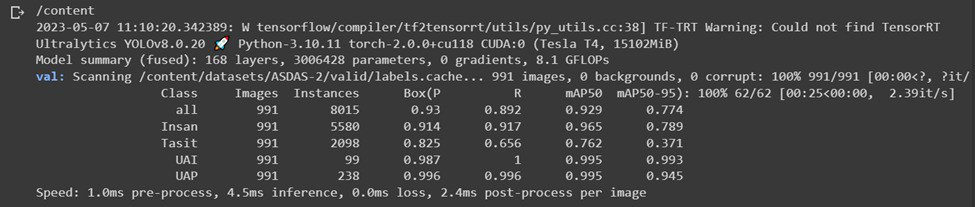 /content
2023-05-07 11:10:20.342389: W tensorflow/compiler/tf2tensorrt/utils/py_utils.cc:38] TF-TRT Warning: Could not find TensorRT
Ultralytics YOLOv8.0.20 🚀 Python-3.10.11 torch-2.0.0+cu118 CUDA:0 (Tesla T4, 15102MiB)
Model summary (fused): 168 layers, 3006428 parameters, 0 gradients, 8.1 GFLOPs
val: Scanning /content/datasets/ASDAS-2/valid/labels.cache... 991 images, 0 backgrounds, 0 corrupt: 100% 991/991 [00:00<?, ?it/
Class Images Instances Box(P R mAP50 mAP50-95): 100% 62/62 [00:25<00:00, 2.39it/s]
all 991 8015 0.93 0.892 0.929 0.774
Insan 991 5580 0.914 0.917 0.965 0.789
Tasit 991 2098 0.825 0.656 0.762 0.371
UAI 991 99 0.987 1 0.995 0.993
UAP 991 238 0.996 0.996 0.995 0.945
Speed: 1.0ms pre-process, 4.5ms inference, 0.0ms loss, 2.4ms post-process per image